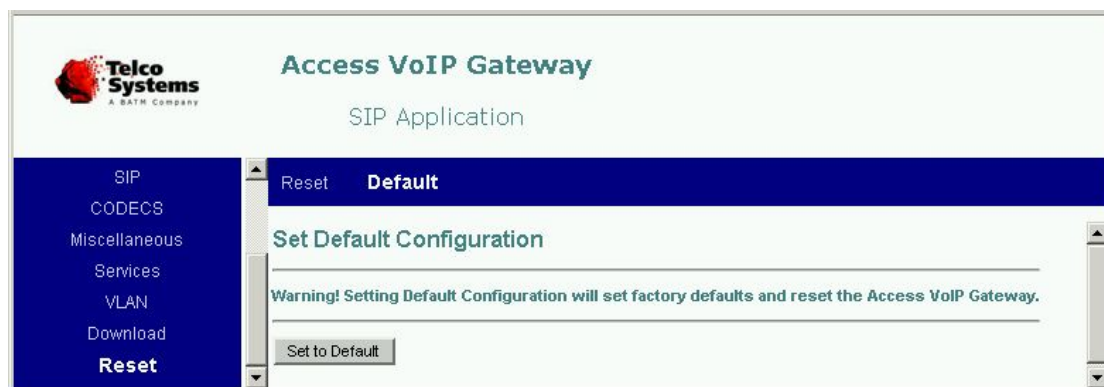 Telco
Systems
A BATM Company
Access VoIP Gateway
SIP Application
SIP
CODECS
Miscellaneous
Services
VLAN
Download
Reset
Reset Default
Set Default Configuration
Warning! Setting Default Configuration will set factory defaults and reset the Access VoIP Gateway.
Set to Default